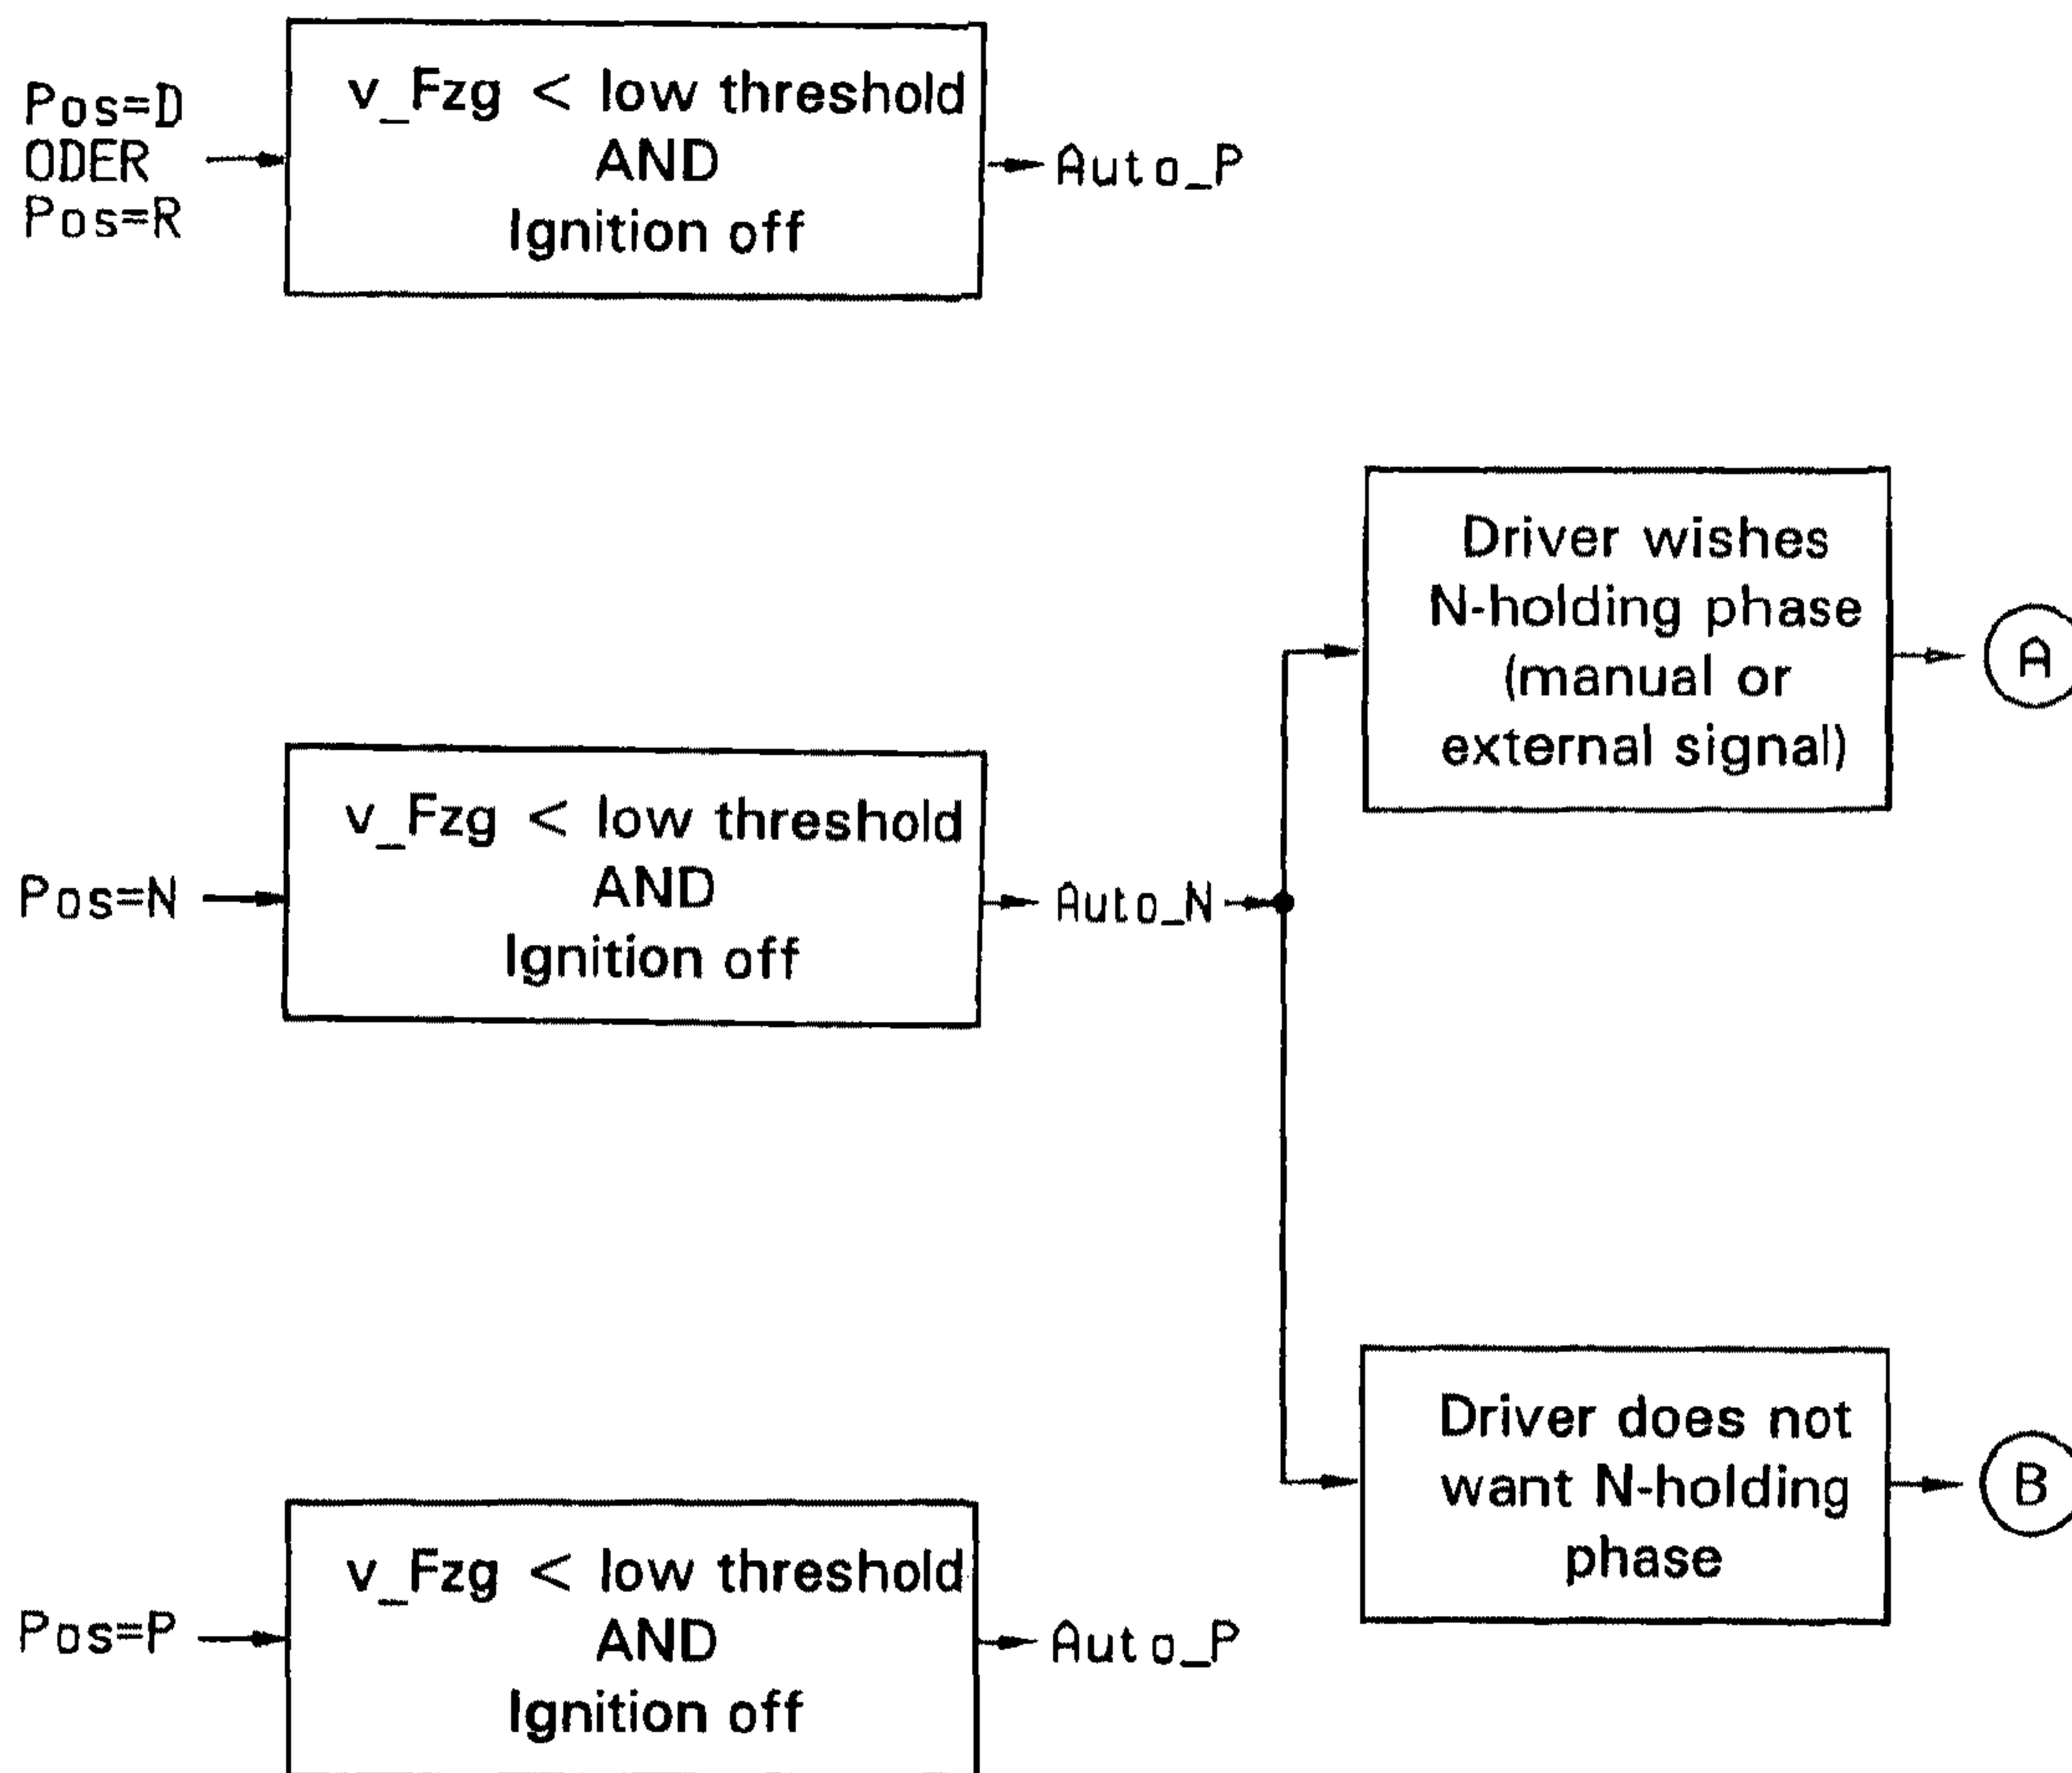 Pos=D
ODER
Pos=R
v_Fzg < low threshold
AND
Ignition off
Auto_P
Pos=N
v_Fzg < low threshold
AND
Ignition off
Auto_N
Driver wishes
N-holding phase
(manual or
external signal)
A
Driver does not
want N-holding
phase
B
Pos=P
v_Fzg < low threshold
AND
Ignition off
Auto_P